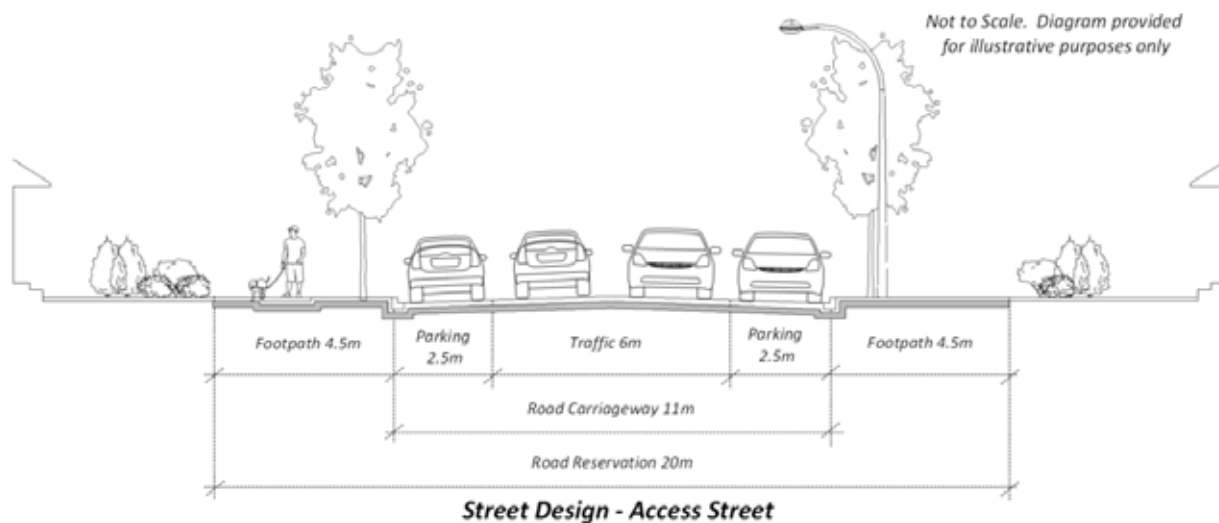 Not to Scale. Diagram provided
for illustrative purposes only
Footpath 4.5m
Parking
2.5m
Traffic 6m
Parking
2.5m
Footpath 4.5m
Road Carriageway 11m
Road Reservation 20m
Street Design - Access Street